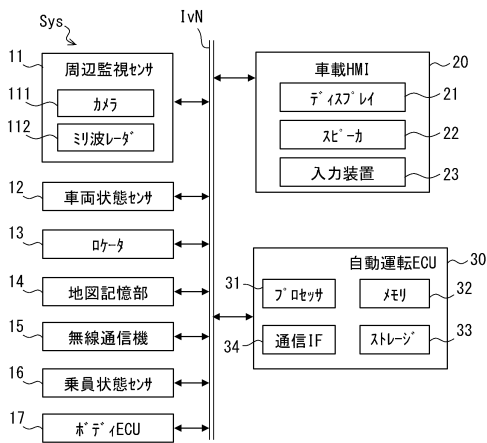 Sys
IvN
11
周辺監視センサ
111
カメラ
112
ミリ波レーダ
12
車両状態センサ
13
ロケータ
14
地図記憶部
15
無線通信機
16
乗員状態センサ
17
ボディECU
車載HMI
20
ディスプレイ
21
スピーカ
22
入力装置
23
自動運転ECU
30
31
プロセッサ
メモリ
32
34
通信IF
ストレージ
33